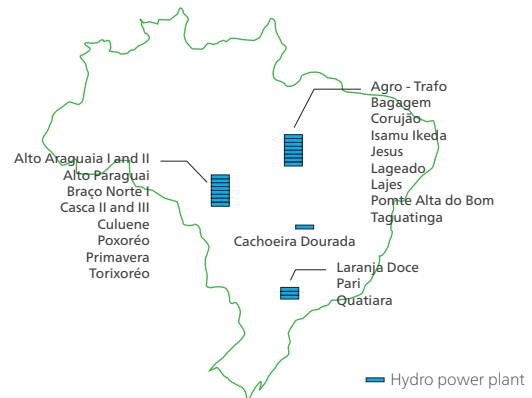 Agro - Trafo
Bagagem
Corujão
Isamu Ikeda
Jesus
Lageado
Lajes
Ponte Alta do Bom
Taguatinga
Alto Araguaia I and II
Alto Paraguai
Braço Norte I
Casca II and III
Culuene
Poxoréo
Primavera
Torixoréo
Cachoeira Dourada
Laranja Doce
Pari
Quatiara
Hydro power plant